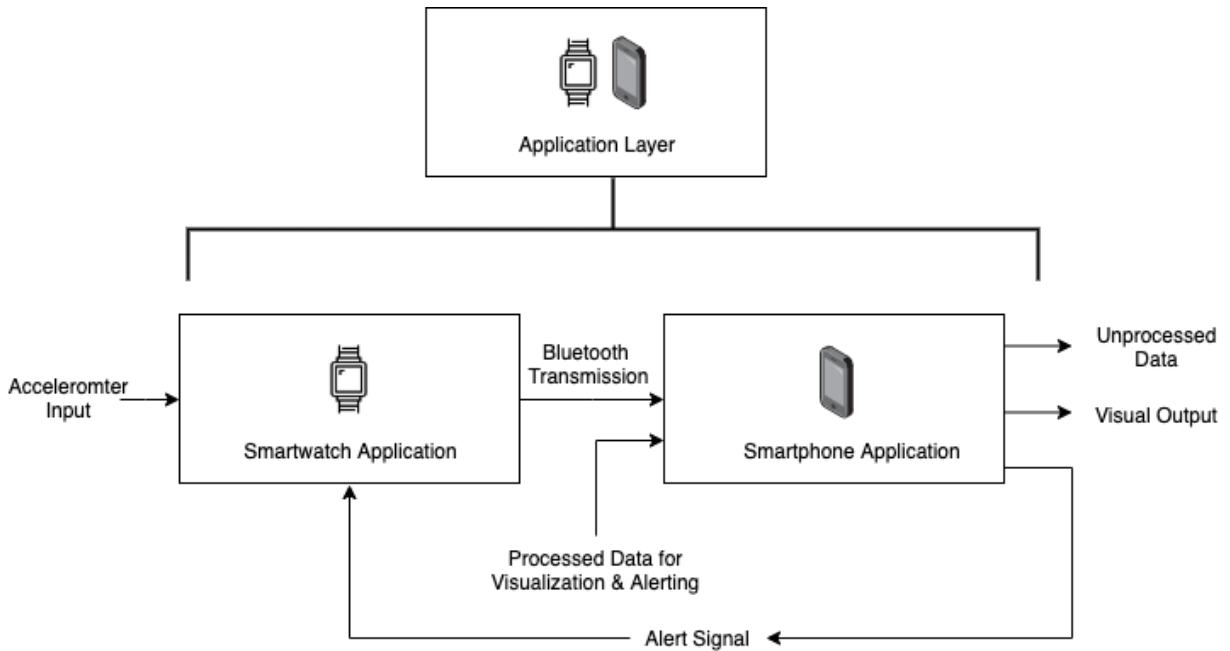 Application Layer
Acceleromter
Input
Smartwatch Application
Bluetooth
Transmission
Smartphone Application
Unprocessed
Data
Visual Output
Processed Data for
Visualization & Alerting
Alert Signal